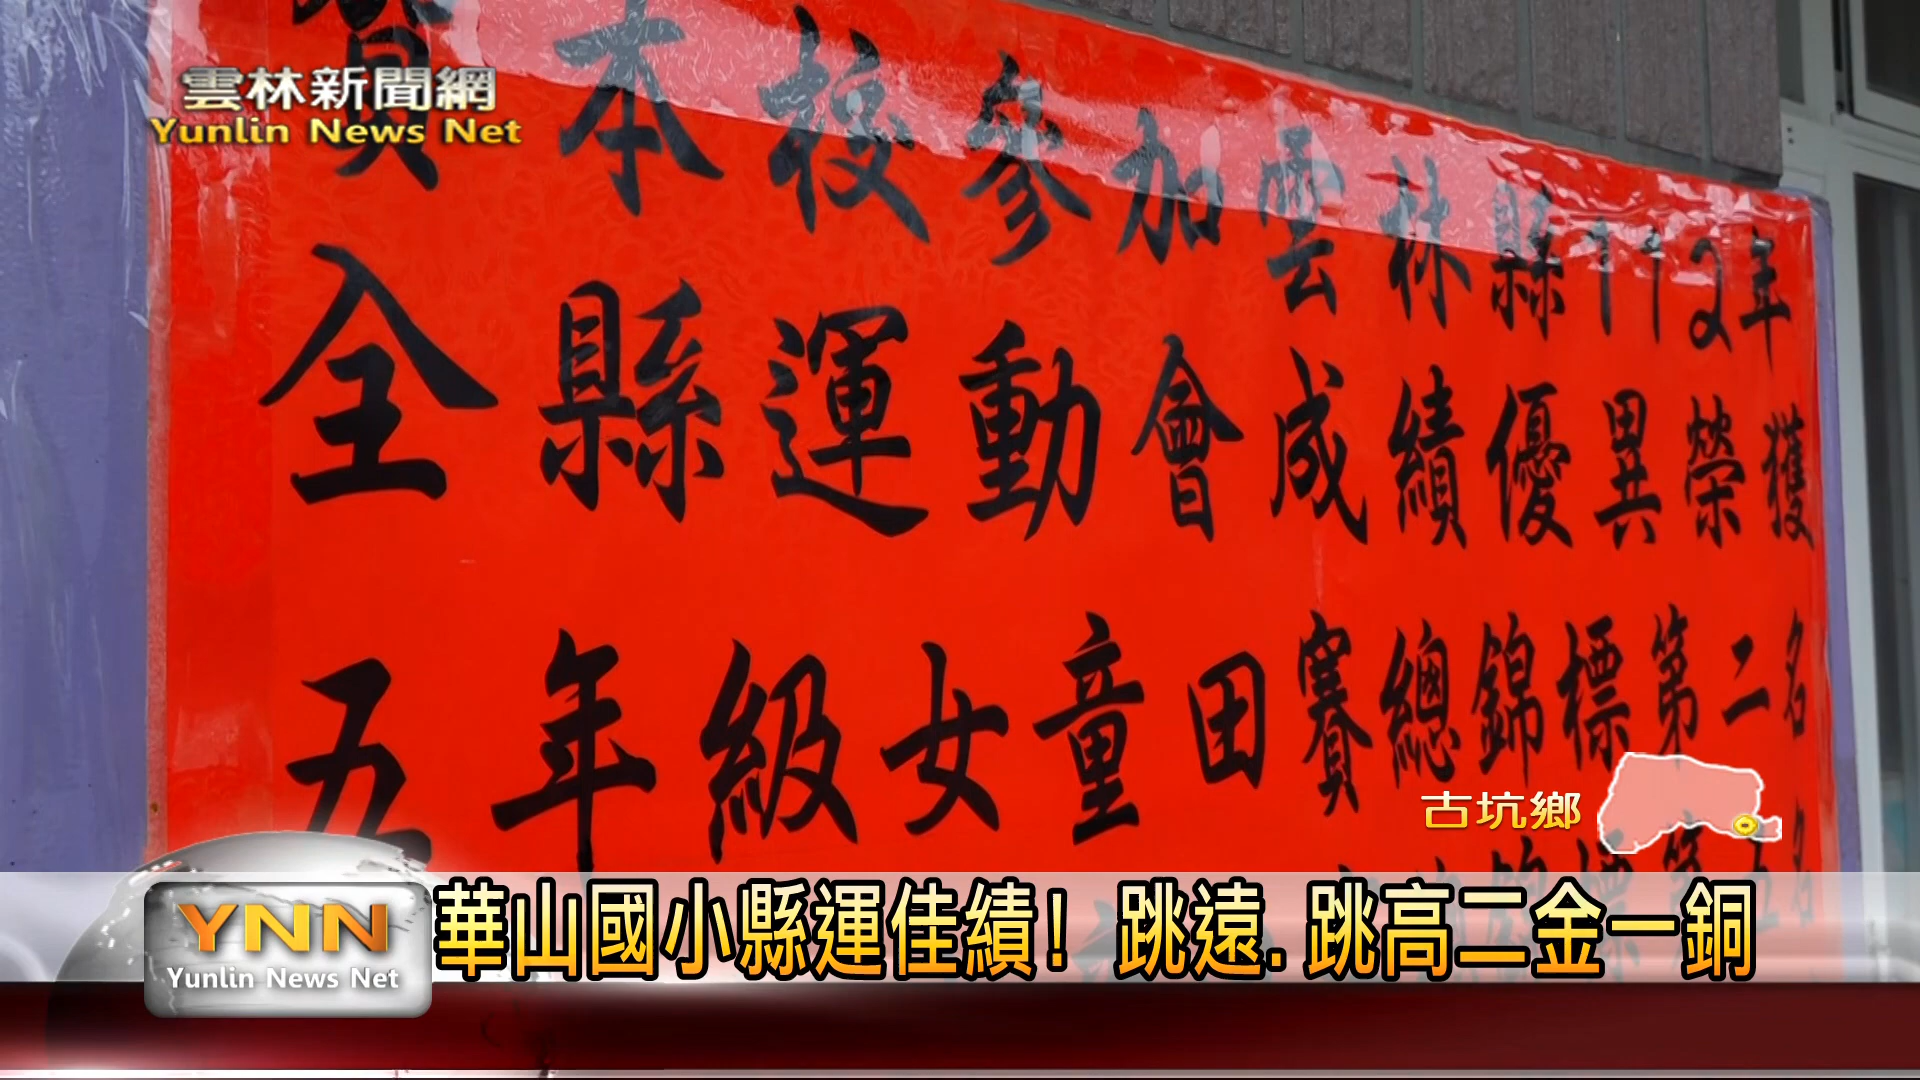 雲林新聞網
Yunlin News Net
賀本校參加雲林縣112年
全縣運動會成績優異榮獲
五年級女童田賽總錦標第二名
古坑鄉
YNN
Yunlin News Net
華山國小縣運佳績! 跳遠.跳高二金一銅